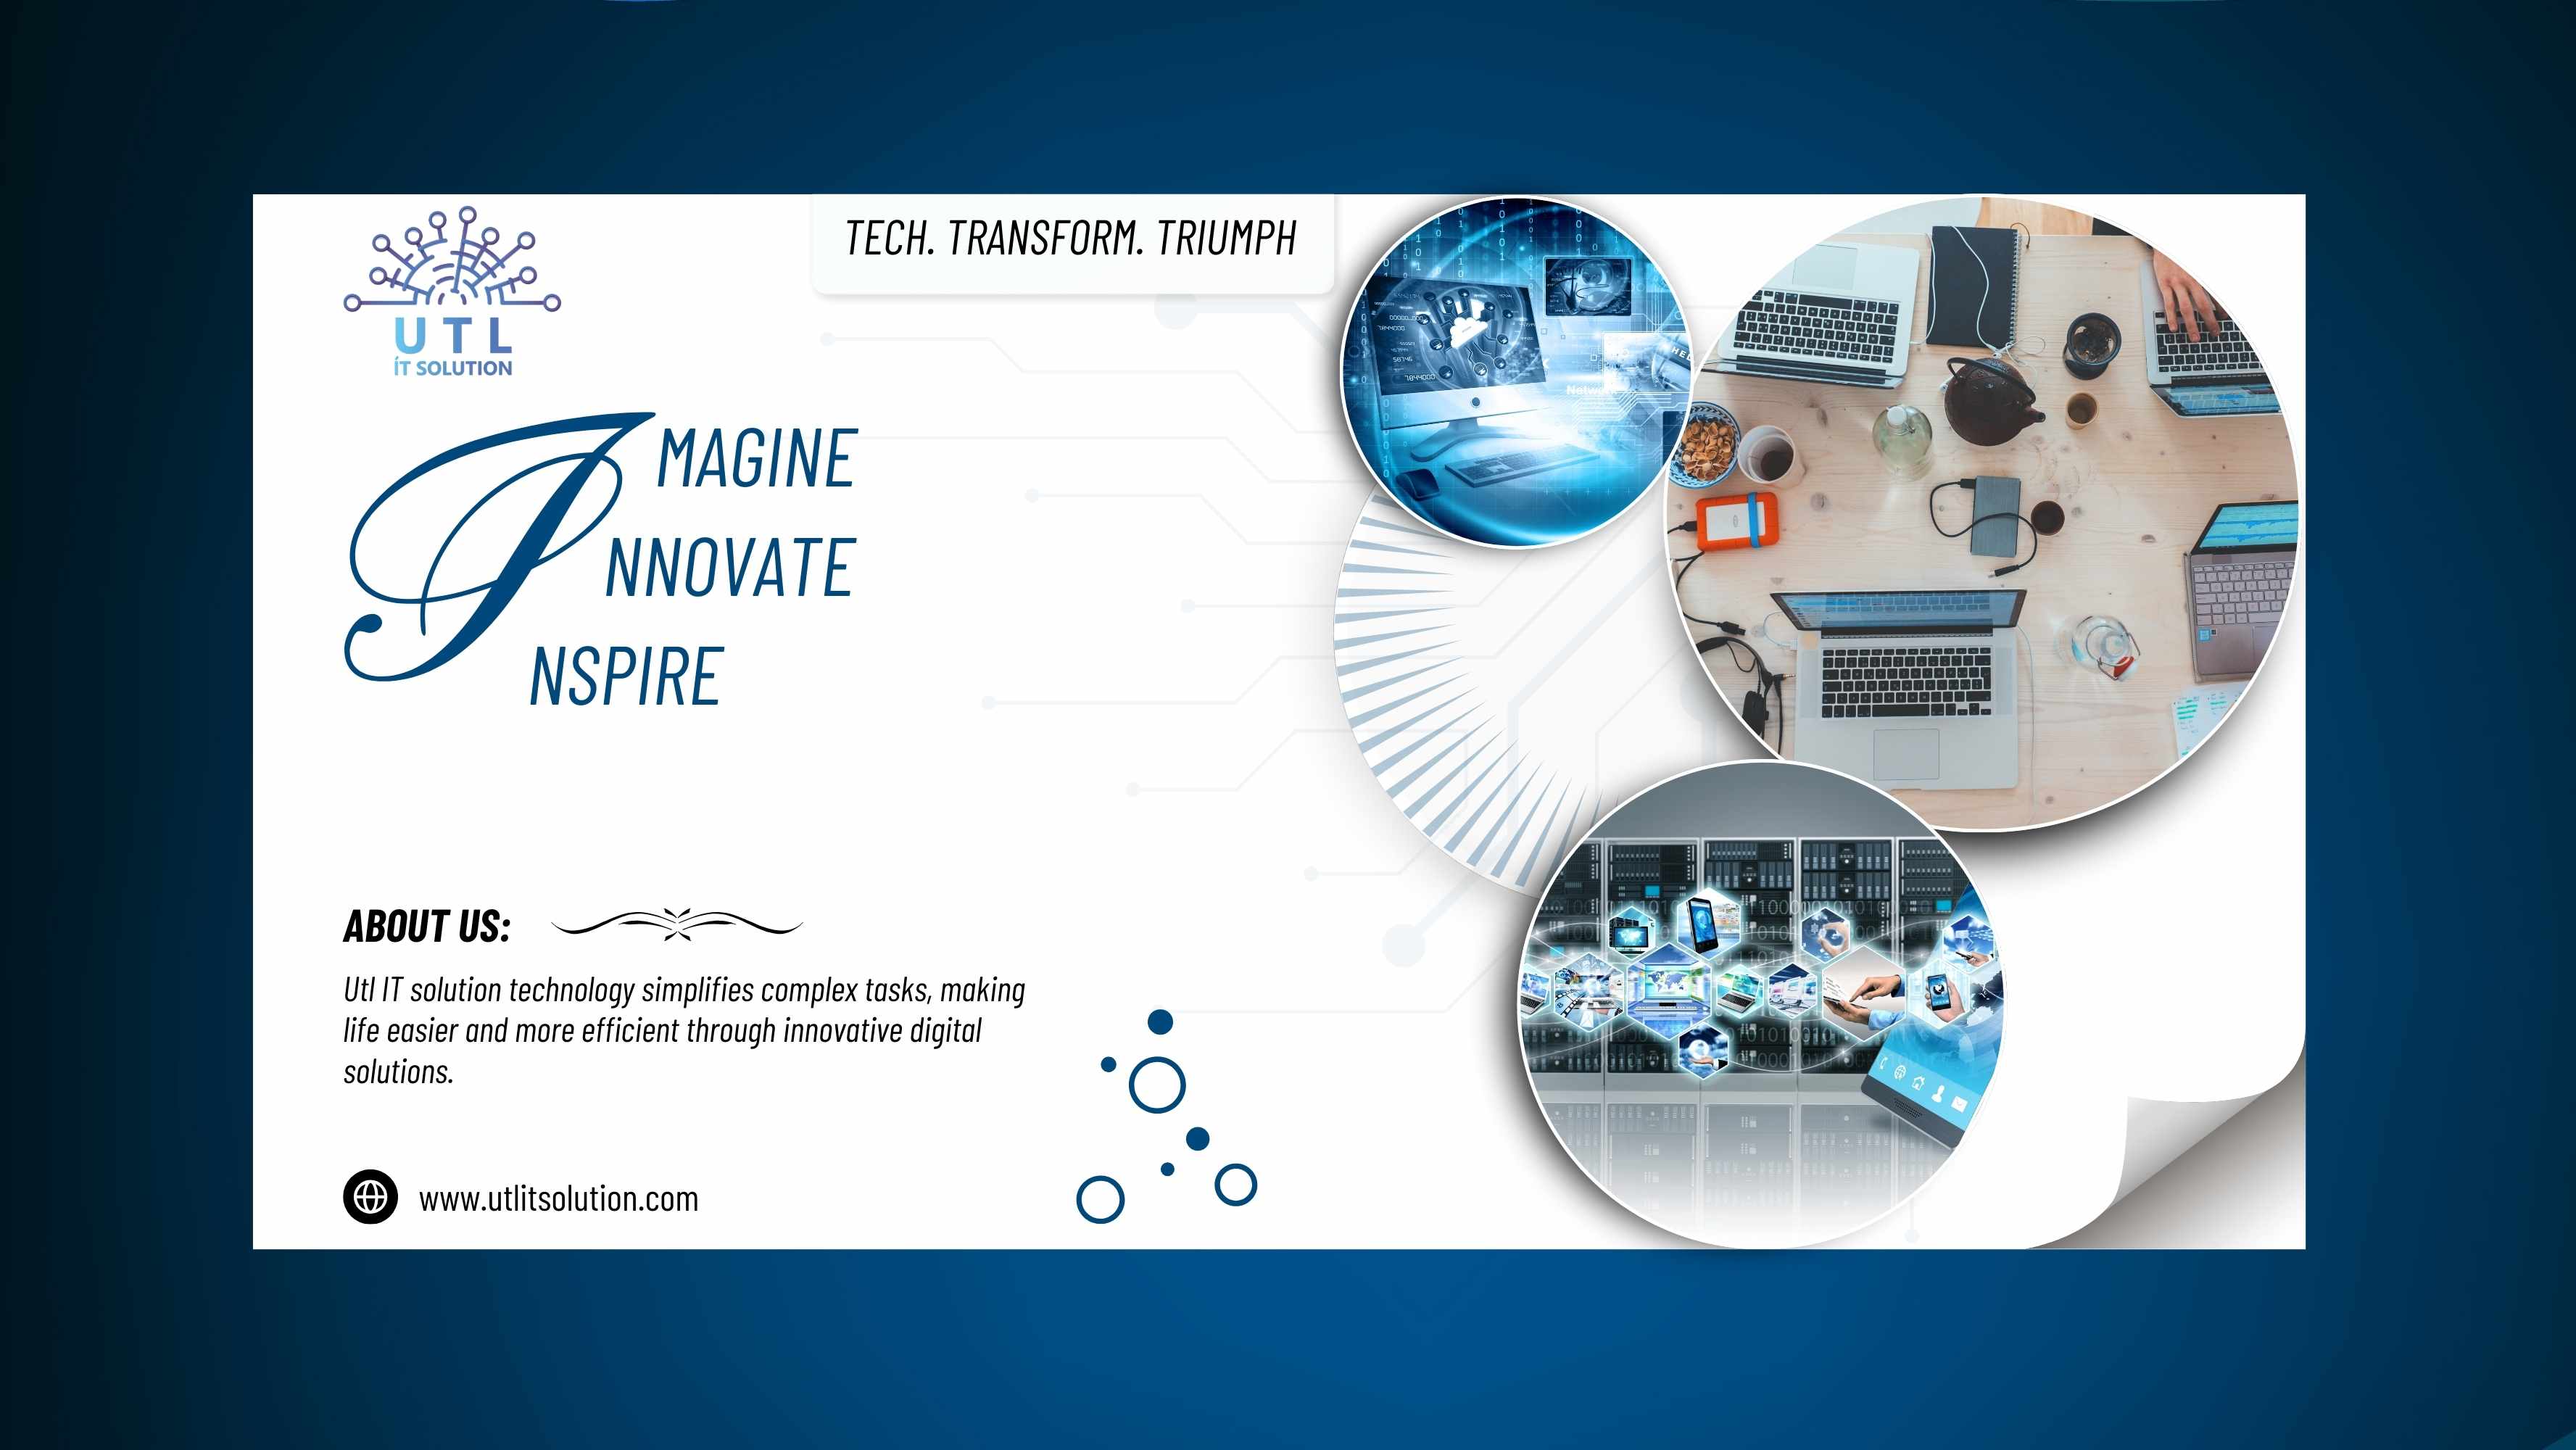 UTL
ÍT SOLUTION
TECH. TRANSFORM. TRIUMPH
IMAGINE
INNOVATE
INSPIRE
ABOUT US:
Utl IT solution technology simplifies complex tasks, making
life easier and more efficient through innovative digital
solutions.
www.utlitsolution.com